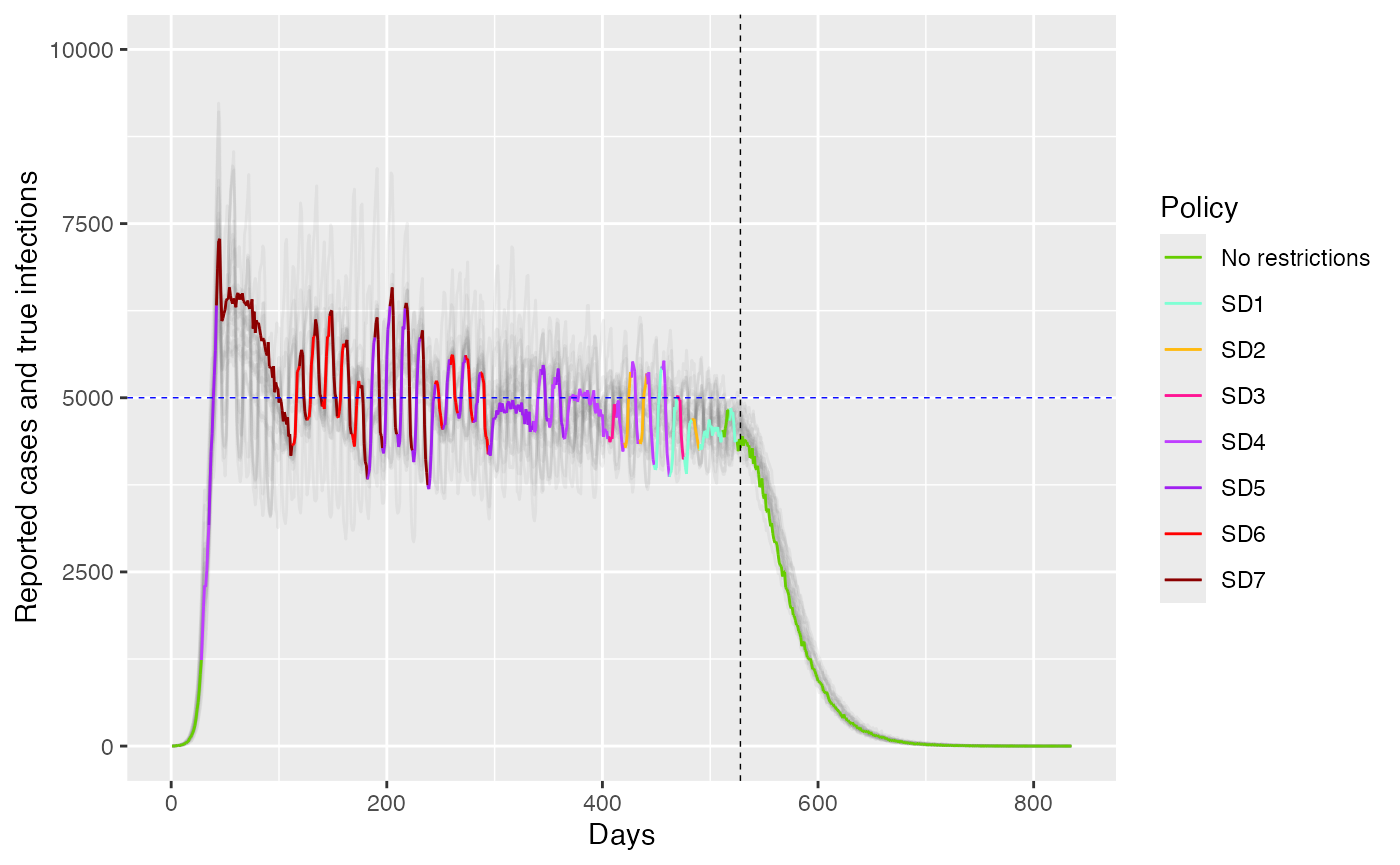 Reported cases and true infections
10000
7500
5000
2500
0
0 200 400 600 800
Days
Policy
No restrictions
SD1
SD2
SD3
SD4
SD5
SD6
SD7